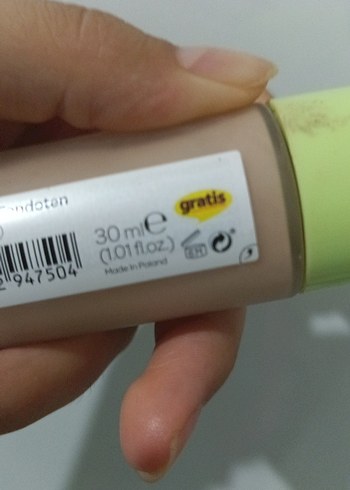 gratis
30 ml℮
(1.01 fl.oz.)
Made in Poland
947504